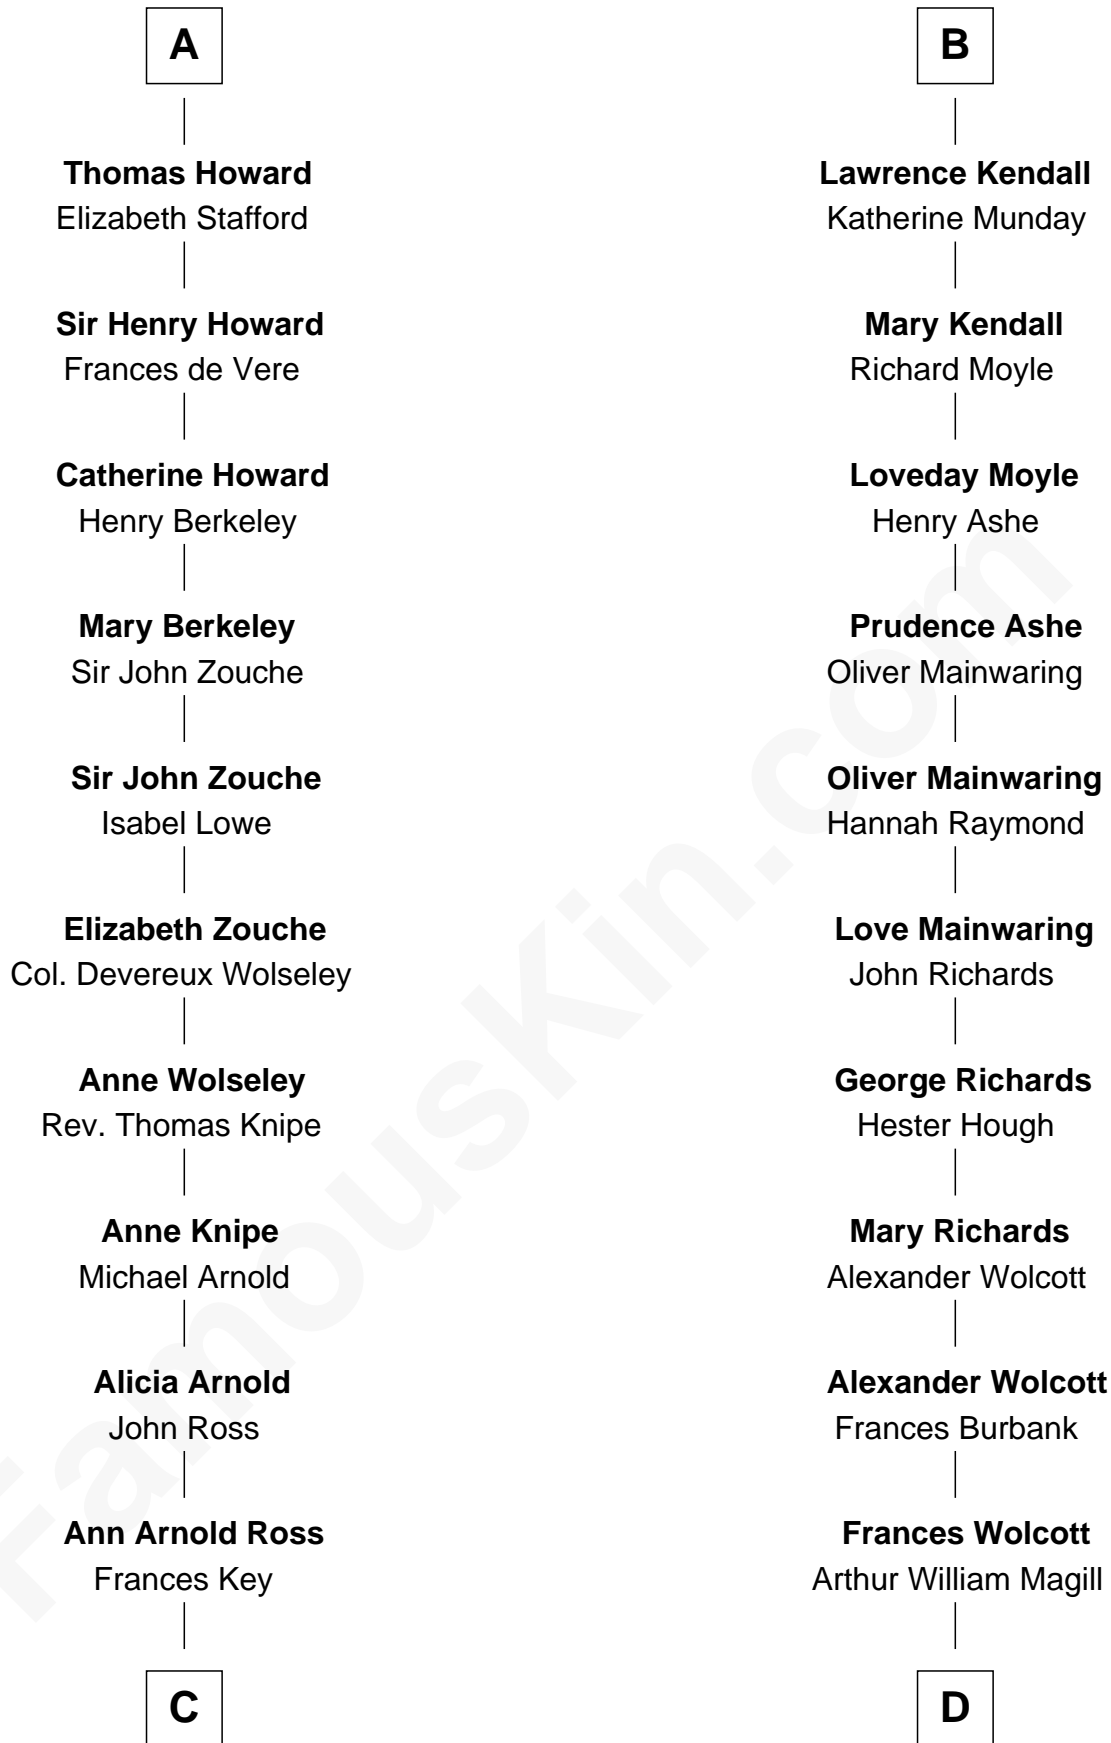 A
Thomas Howard
Elizabeth Stafford
Sir Henry Howard
Frances de Vere
Catherine Howard
Henry Berkeley
Mary Berkeley
Sir John Zouche
Sir John Zouche
Isabel Lowe
Elizabeth Zouche
Col. Devereux Wolseley
Anne Wolseley
Rev. Thomas Knipe
Anne Knipe
Michael Arnold
Alicia Arnold
John Ross
Ann Arnold Ross
Frances Key
C
B
Lawrence Kendall
Katherine Munday
Mary Kendall
Richard Moyle
Loveday Moyle
Henry Ashe
Prudence Ashe
Oliver Mainwaring
Oliver Mainwaring
Hannah Raymond
Love Mainwaring
John Richards
George Richards
Hester Hough
Mary Richards
Alexander Wolcott
Alexander Wolcott
Frances Burbank
Frances Wolcott
Arthur William Magill
D
FamousKin.com